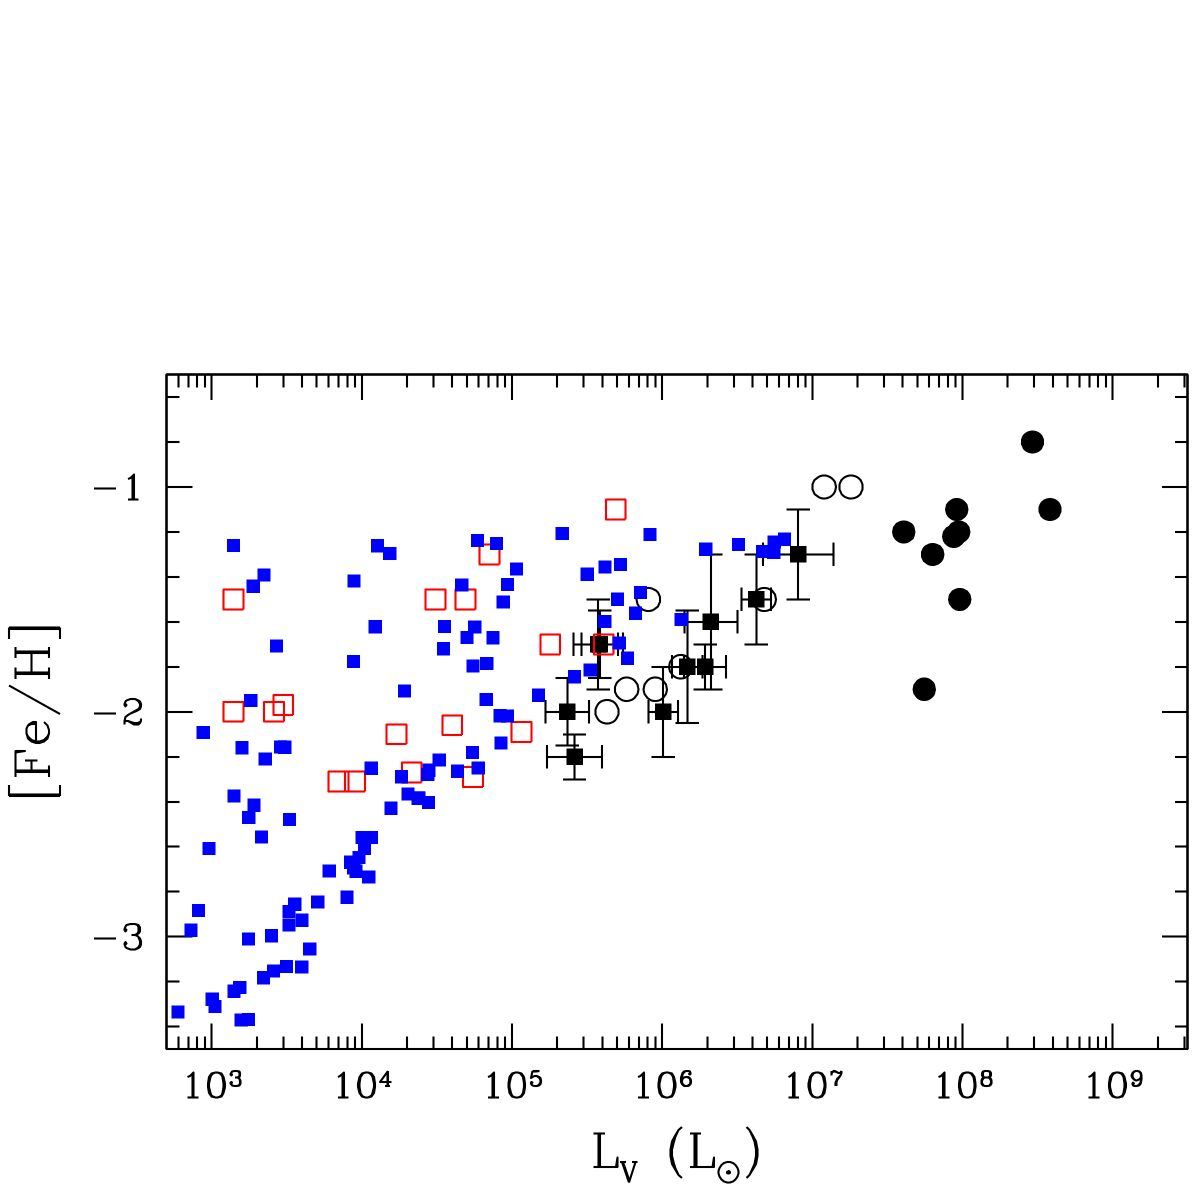 [Fe/H]
−1
−2
−3
10³ 10⁴ 10⁵ 10⁶ 10⁷ 10⁸ 10⁹
L_V (L_⊙)